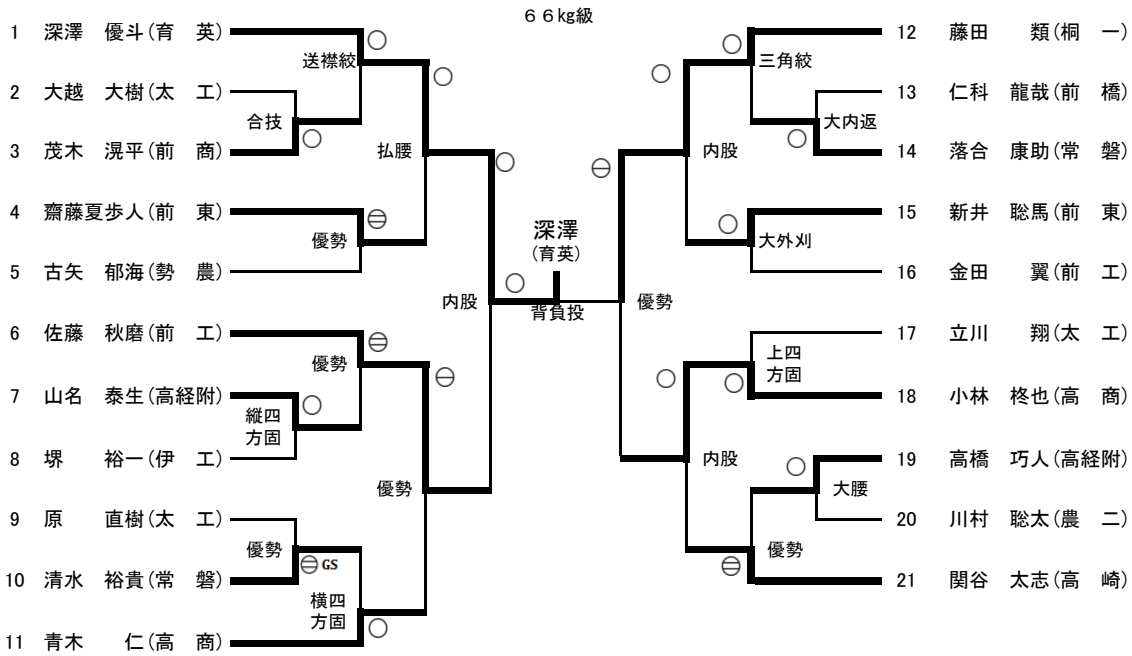 66kg級
1 深澤 優斗(育 英)
送襟絞
2 大越 大樹(太 工)
合技
3 茂木 滉平(前 商)
払腰
4 齋藤夏歩人(前 東)
優勢
5 古矢 郁海(勢 農)
内股
6 佐藤 秋磨(前 工)
優勢
7 山名 泰生(高経附)
縦四
方固
8 堺 裕一(伊 工)
優勢
9 原 直樹(太 工)
優勢
GS
10 清水 裕貴(常 磐)
横四
方固
11 青木 仁(高 商)
深澤
(育英)
背負投
12 藤田 類(桐 一)
三角絞
13 仁科 龍哉(前 橋)
大内返
14 落合 康助(常 磐)
内股
15 新井 聡馬(前 東)
大外刈
16 金田 翼(前 工)
優勢
17 立川 翔(太 工)
上四
方固
18 小林 柊也(高 商)
内股
19 高橋 巧人(高経附)
大腰
20 川村 聡太(農 二)
優勢
21 関谷 太志(高 崎)